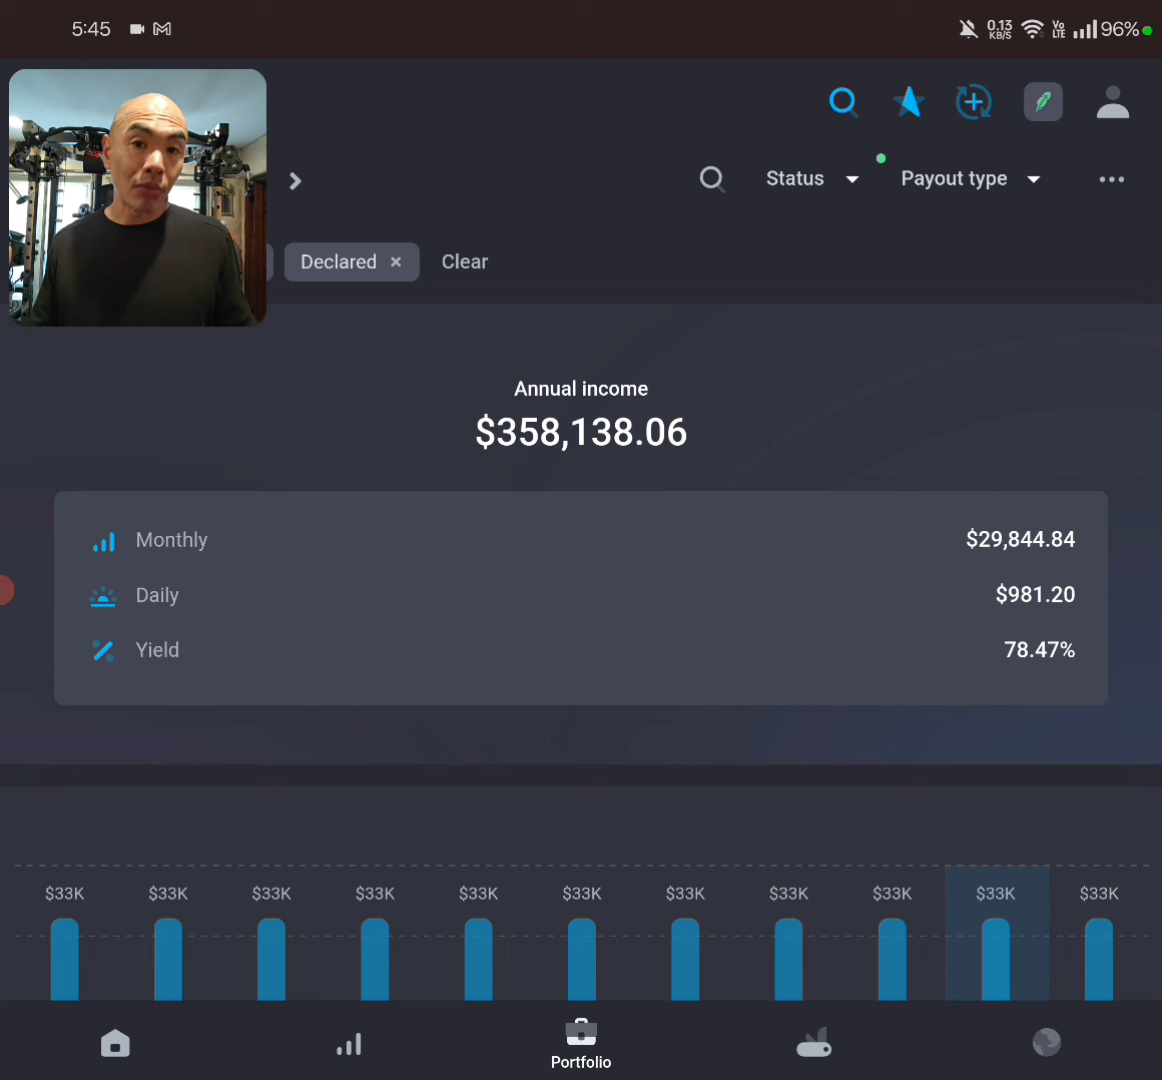 5:45
0.13
KB/S
Vo
LTE
96%
Status
Payout type
Declared ×
Clear
Annual income
$358,138.06
Monthly $29,844.84
Daily $981.20
Yield 78.47%
$33K $33K $33K $33K $33K $33K $33K $33K $33K $33K $33K
Portfolio